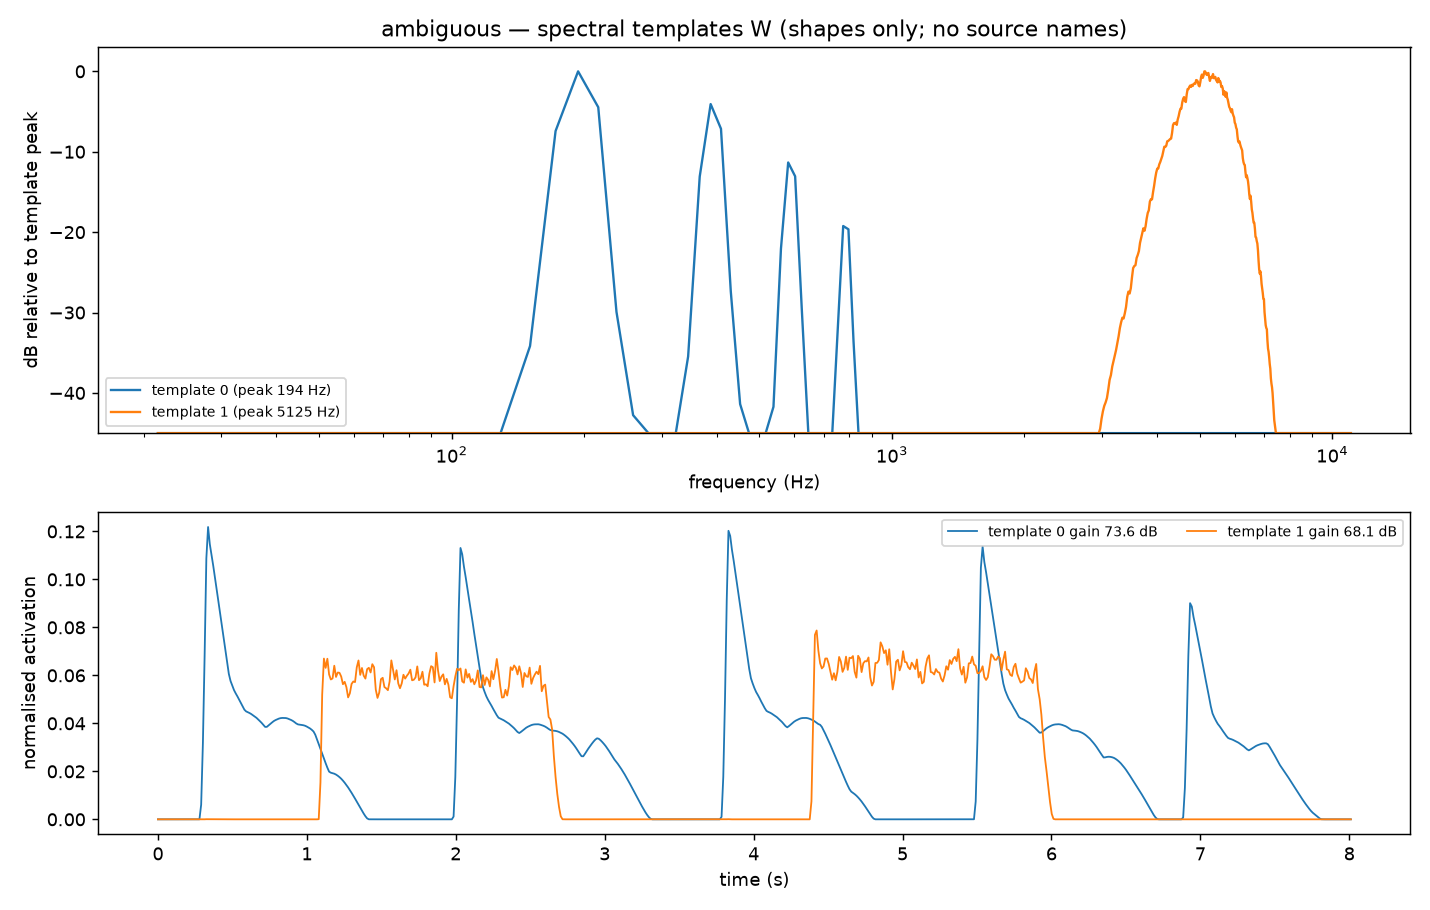 ambiguous — spectral templates W (shapes only; no source names)
dB relative to template peak
0
−10
−20
−30
−40
template 0 (peak 194 Hz)
template 1 (peak 5125 Hz)
10²
10³
10⁴
frequency (Hz)
normalised activation
0.12
0.10
0.08
0.06
0.04
0.02
0.00
template 0 gain 73.6 dB
template 1 gain 68.1 dB
0 1 2 3 4 5 6 7 8
time (s)